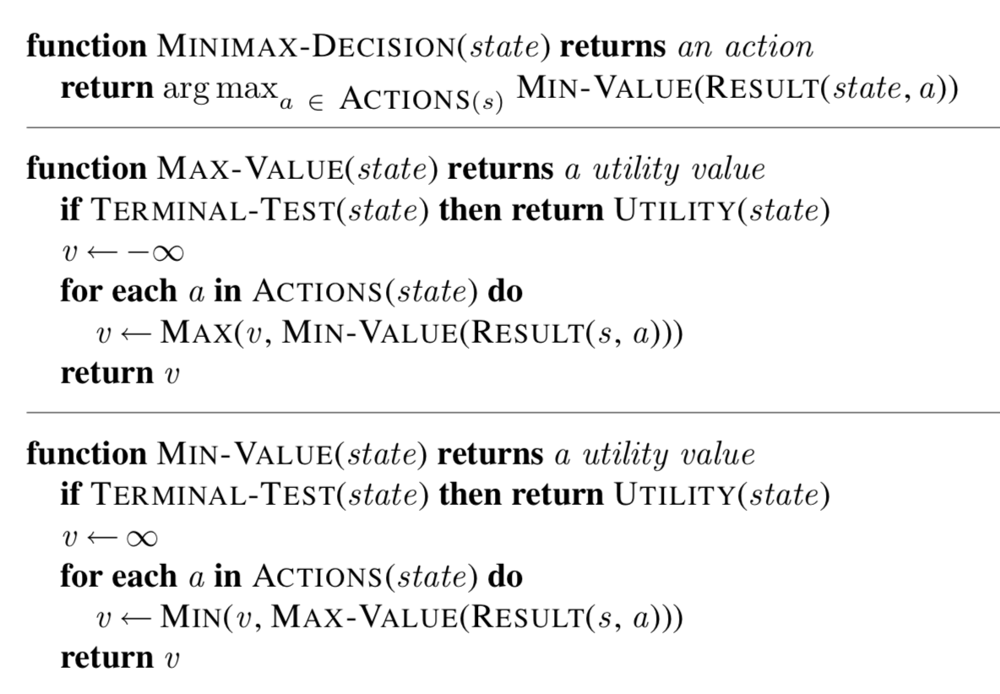 function MINIMAX-DECISION(state) returns an action
return arg max a ∈ ACTIONS(s) MIN-VALUE(RESULT(state, a))
function MAX-VALUE(state) returns a utility value
if TERMINAL-TEST(state) then return UTILITY(state)
v ← −∞
for each a in ACTIONS(state) do
v ← MAX(v, MIN-VALUE(RESULT(s, a)))
return v
function MIN-VALUE(state) returns a utility value
if TERMINAL-TEST(state) then return UTILITY(state)
v ← ∞
for each a in ACTIONS(state) do
v ← MIN(v, MAX-VALUE(RESULT(s, a)))
return v